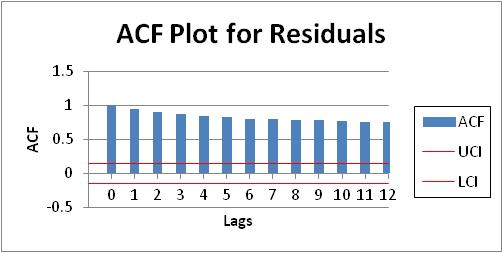 ACF Plot for Residuals
1.5
1
0.5
0
-0.5
ACF
0 1 2 3 4 5 6 7 8 9 10 11 12
Lags
ACF
UCI
LCI